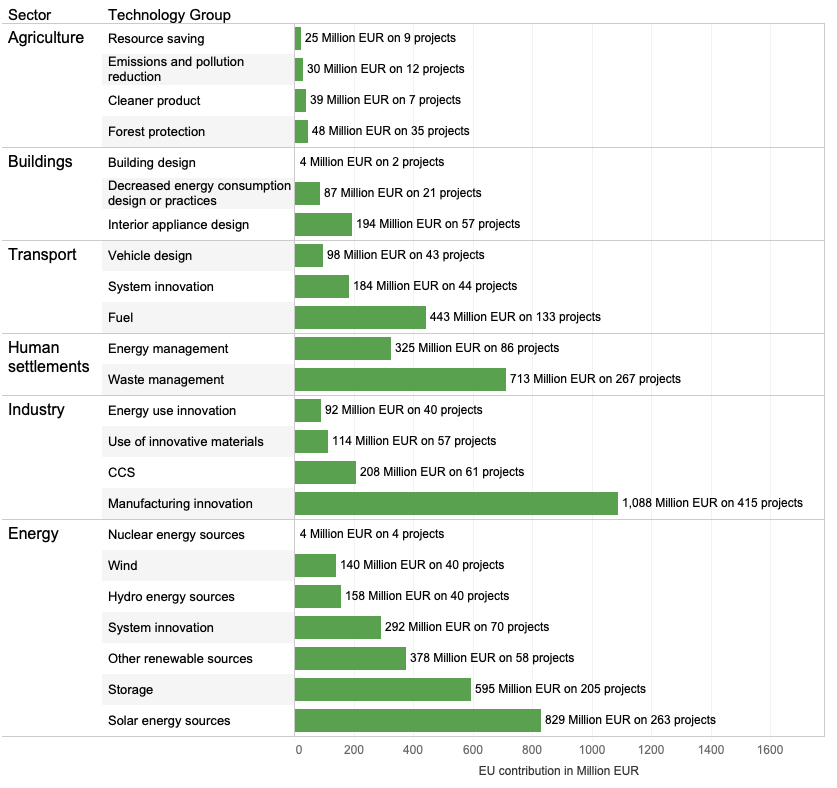 Sector Technology Group
Agriculture Resource saving 25 Million EUR on 9 projects
Emissions and pollution
reduction 30 Million EUR on 12 projects
Cleaner product 39 Million EUR on 7 projects
Forest protection 48 Million EUR on 35 projects
Buildings Building design 4 Million EUR on 2 projects
Decreased energy consumption
design or practices 87 Million EUR on 21 projects
Interior appliance design 194 Million EUR on 57 projects
Transport Vehicle design 98 Million EUR on 43 projects
System innovation 184 Million EUR on 44 projects
Fuel 443 Million EUR on 133 projects
Human
settlements Energy management 325 Million EUR on 86 projects
Waste management 713 Million EUR on 267 projects
Industry Energy use innovation 92 Million EUR on 40 projects
Use of innovative materials 114 Million EUR on 57 projects
CCS 208 Million EUR on 61 projects
Manufacturing innovation 1,088 Million EUR on 415 projects
Energy Nuclear energy sources 4 Million EUR on 4 projects
Wind 140 Million EUR on 40 projects
Hydro energy sources 158 Million EUR on 40 projects
System innovation 292 Million EUR on 70 projects
Other renewable sources 378 Million EUR on 58 projects
Storage 595 Million EUR on 205 projects
Solar energy sources 829 Million EUR on 263 projects
0 200 400 600 800 1000 1200 1400 1600
EU contribution in Million EUR